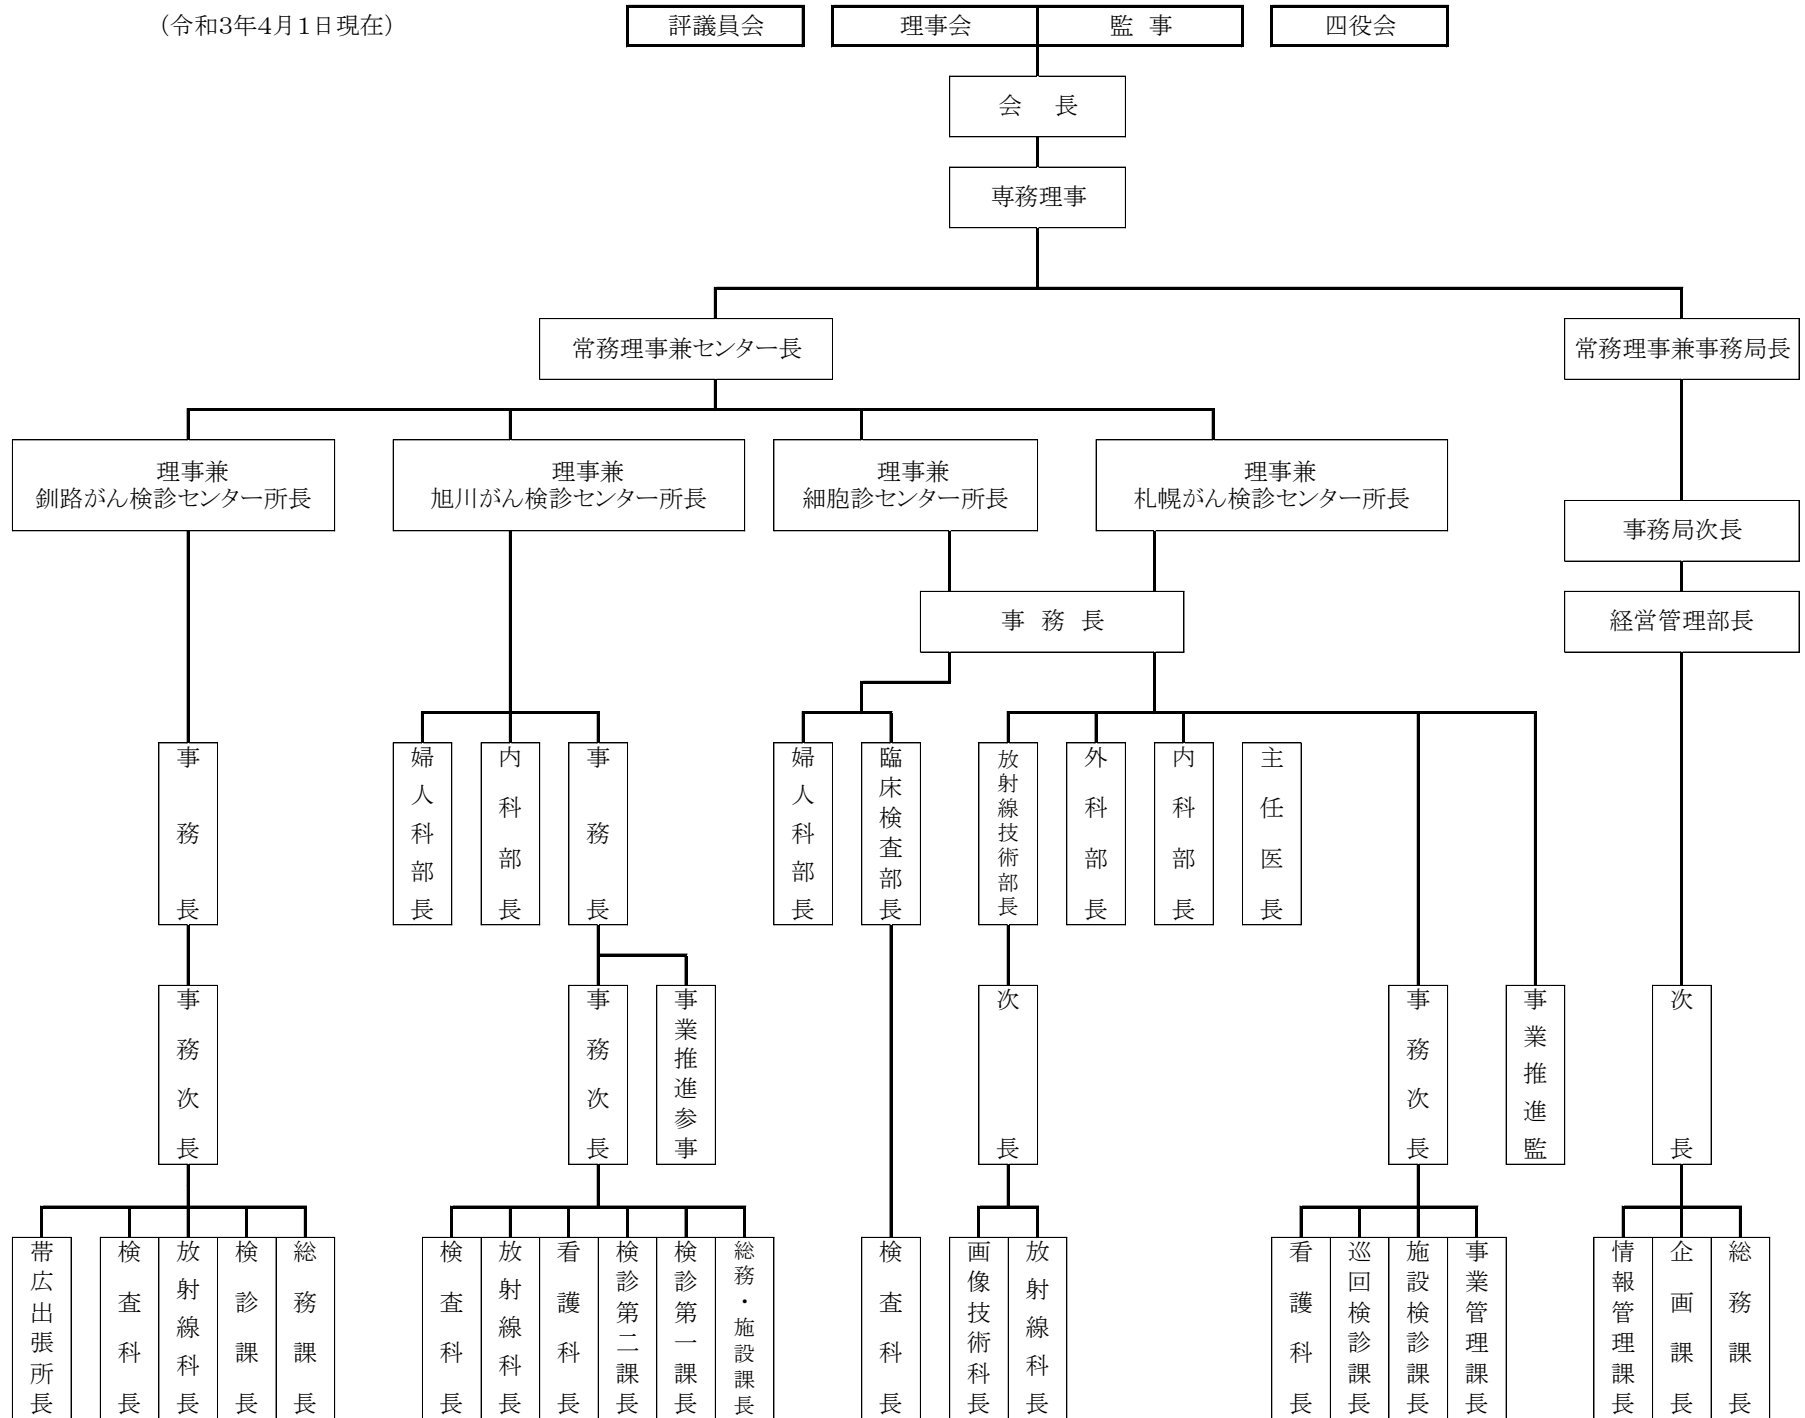 （令和3年4月1日現在）
評議員会
理事会
監　事
四役会
会　長
専務理事
常務理事兼センター長
常務理事兼事務局長
理事兼
釧路がん検診センター所長
理事兼
旭川がん検診センター所長
理事兼
細胞診センター所長
理事兼
札幌がん検診センター所長
事務局次長
事　務　長
経営管理部長
事務長
婦人科部長
内科部長
事務長
婦人科部長
臨床検査部長
放射線技術部長
外科部長
内科部長
主任医長
事務次長
事務次長
事業推進参事
次長
事務次長
事業推進監
次長
帯広出張所長
検査科長
放射線科長
検診課長
総務課長
検査科長
放射線科長
看護科長
検診第二課長
検診第一課長
総務・施設課長
検査科長
画像技術科長
放射線科長
看護科長
巡回検診課長
施設検診課長
事業管理課長
情報管理課長
企画課長
総務課長